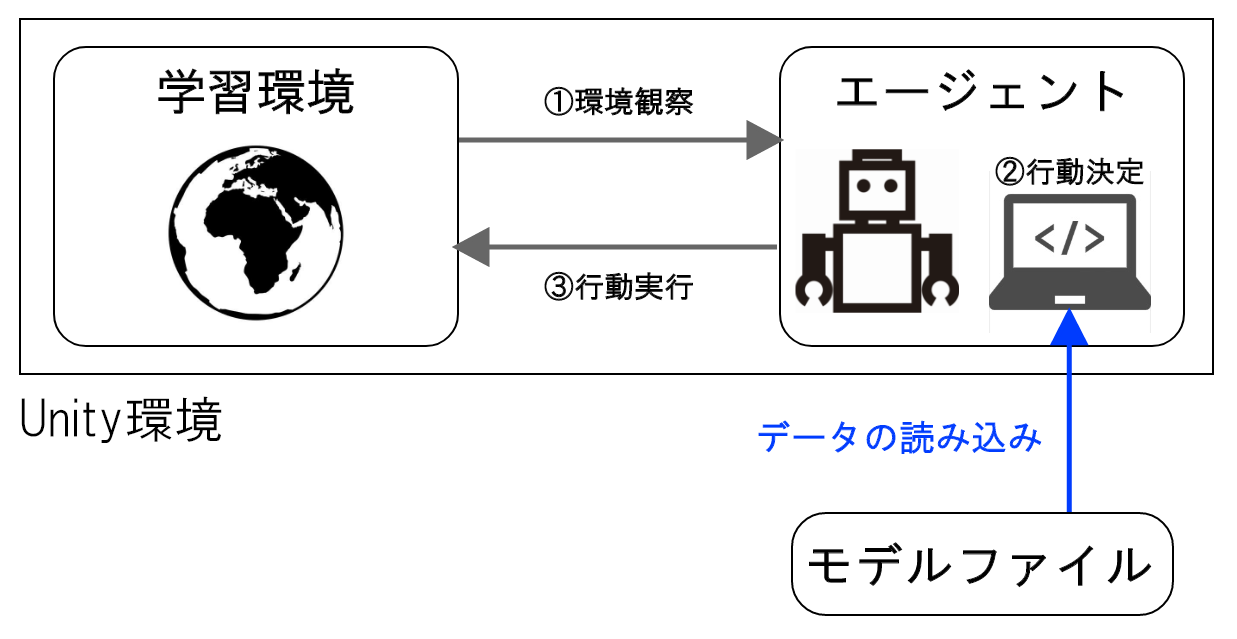 学習環境
①環境観察
エージェント
②行動決定
</>
③行動実行
Unity環境
データの読み込み
モデルファイル